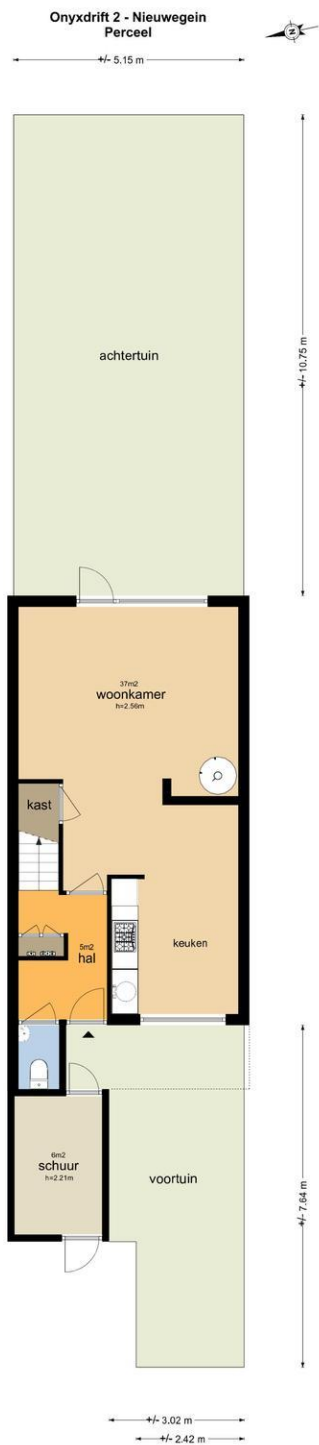 Onyxdrift 2 - Nieuwegein
Perceel
N
+/- 5.15 m
achtertuin
+/- 10.75 m
37m2
woonkamer
h=2.56m
kast
5m2
hal
keuken
6m2
schuur
h=2.21m
voortuin
+/- 7.64 m
+/- 3.02 m
+/- 2.42 m